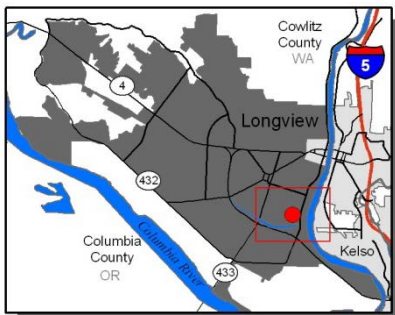 Cowlitz
County
WA
5
4
Longview
432
Columbia
County
OR
Columbia River
433
Kelso